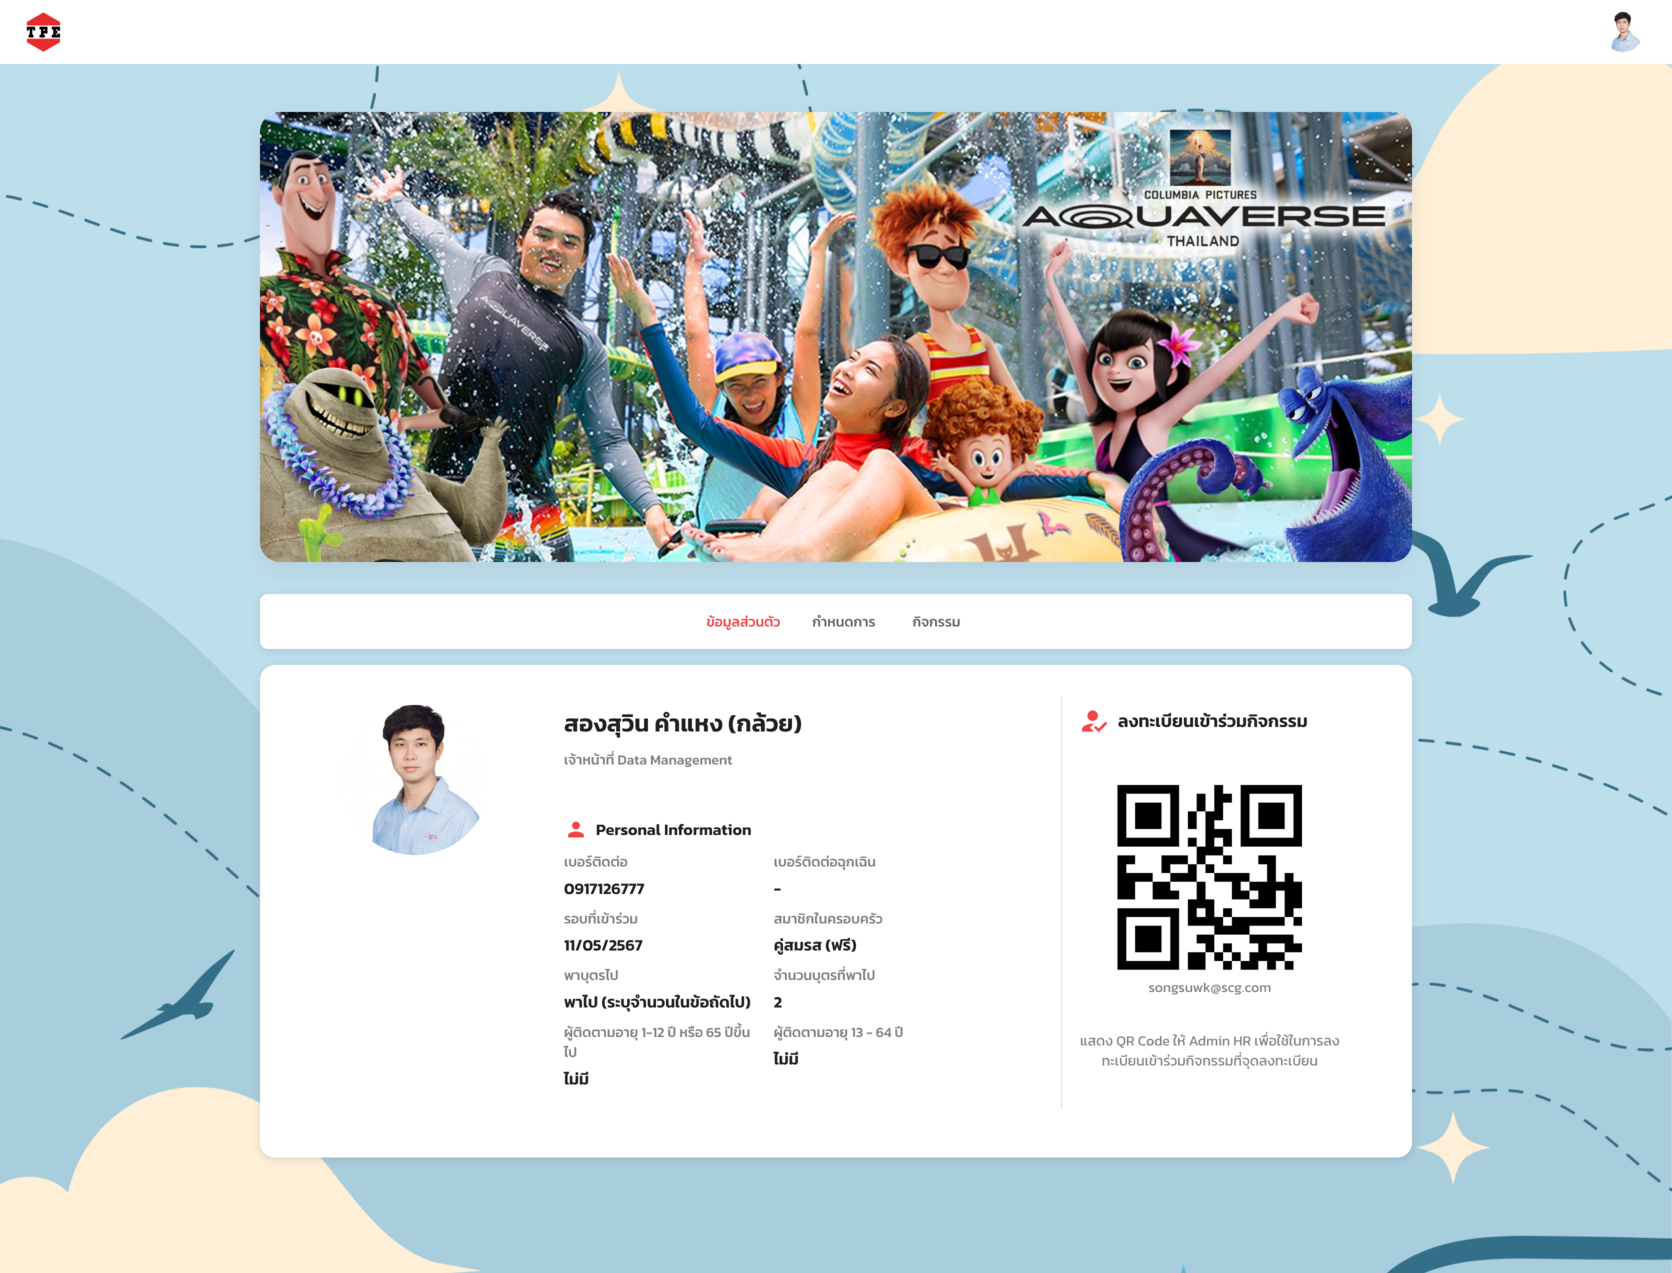 TPE
COLUMBIA PICTURES
AQUAVERSE
THAILAND
AQUAVERSE
ข้อมูลส่วนตัว กำหนดการ กิจกรรม
สองสุวิน คำแหง (กล้วย)
เจ้าหน้าที่ Data Management
Personal Information
เบอร์ติดต่อ เบอร์ติดต่อฉุกเฉิน
0917126777 -
รอบที่เข้าร่วม สมาชิกในครอบครัว
11/05/2567 คู่สมรส (ฟรี)
พาบุตรไป จำนวนบุตรที่พาไป
พาไป (ระบุจำนวนในข้อถัดไป) 2
ผู้ติดตามอายุ 1-12 ปี หรือ 65 ปีขึ้น
ไป
ไม่มี
ผู้ติดตามอายุ 13 - 64 ปี
ไม่มี
ลงทะเบียนเข้าร่วมกิจกรรม
songsuwk@scg.com
แสดง QR Code ให้ Admin HR เพื่อใช้ในการลง
ทะเบียนเข้าร่วมกิจกรรมที่จุดลงทะเบียน